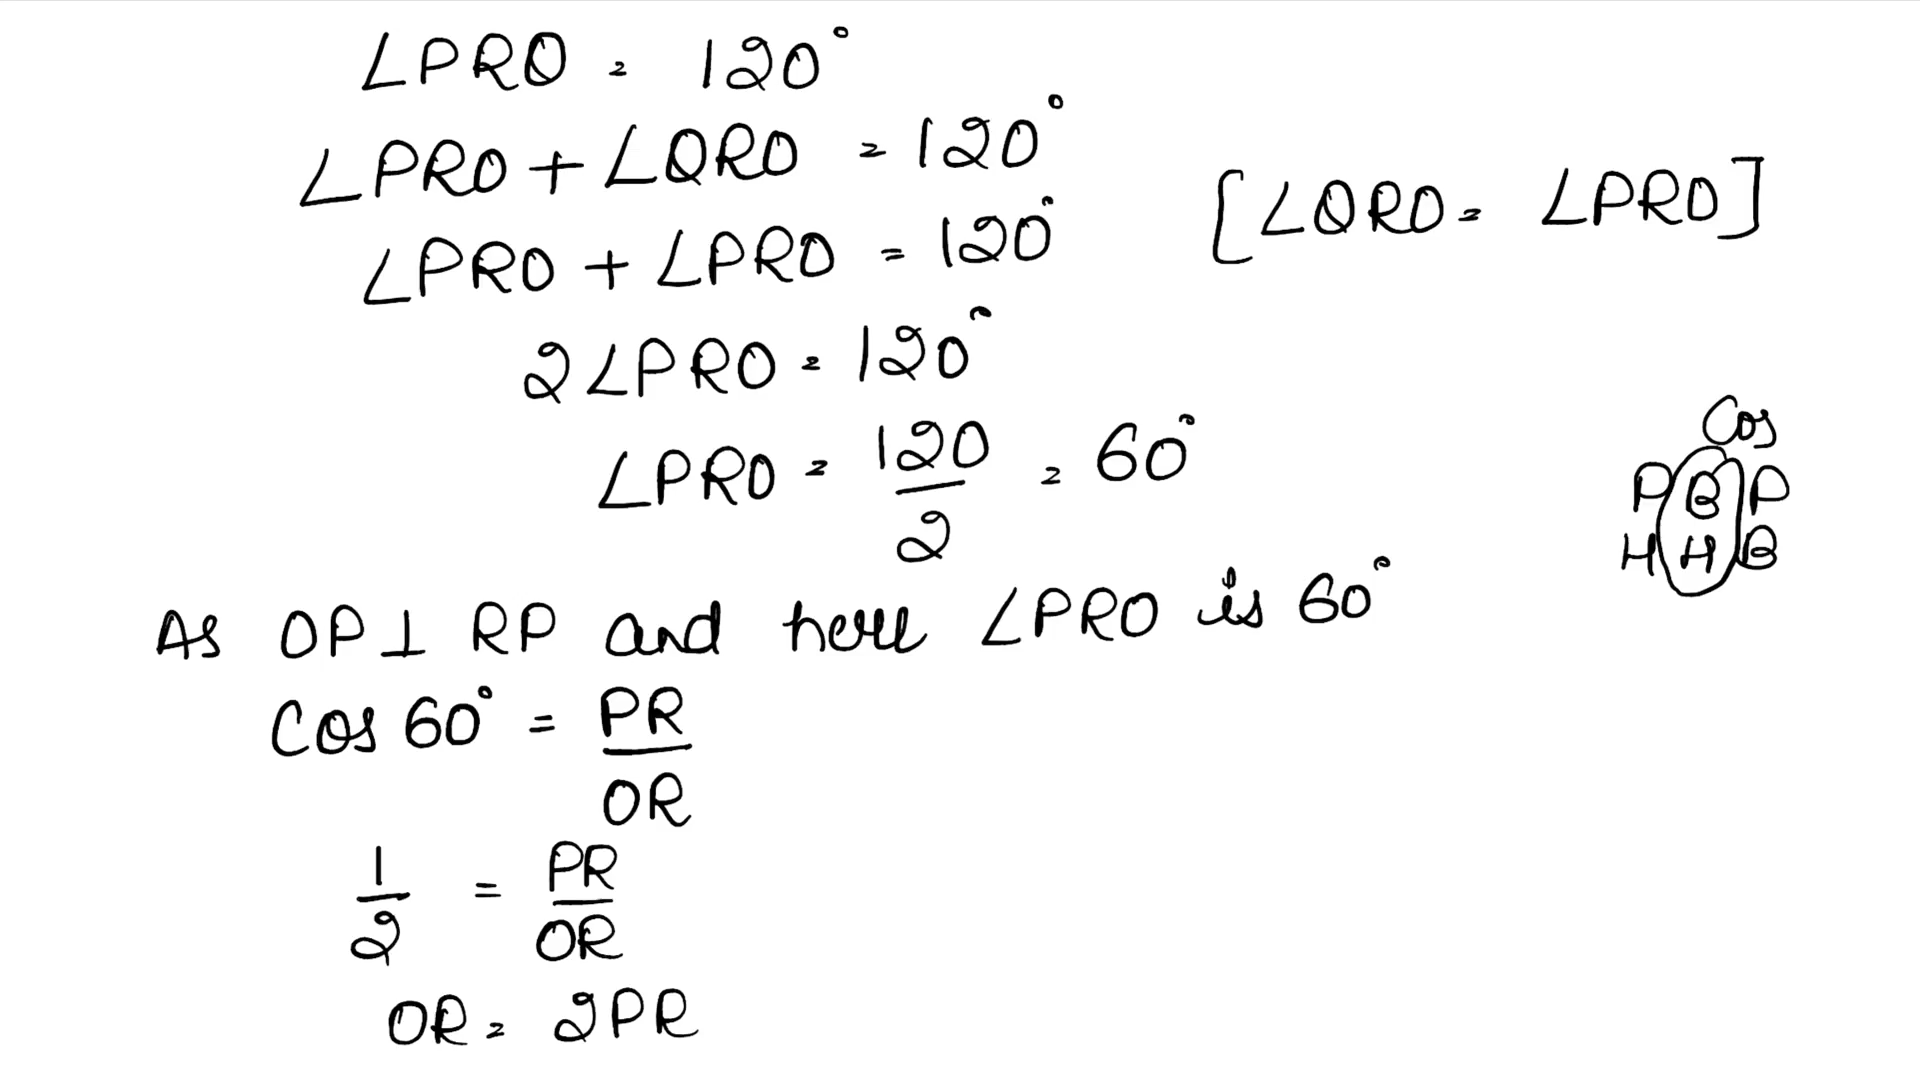 ∠PRQ = 120°
∠PRO + ∠QRO = 120°
∠PRO + ∠PRO = 120° [∠QRO = ∠PRO]
2∠PRO = 120°
∠PRO = 120/2 = 60°
Cos
P B P
H H B
As OP⊥RP and here ∠PRO is 60°
Cos 60° = PR/OR
1/2 = PR/OR
OR = 2PR